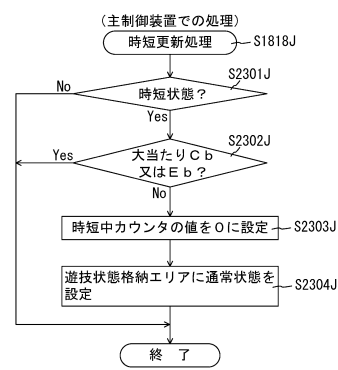 (主制御装置での処理)
時短更新処理
S1818J
S2301J
No
時短状態?
Yes
S2302J
Yes
大当たりCb
又はEb?
No
時短中カウンタの値を0に設定
S2303J
遊技状態格納エリアに通常状態を
設定
S2304J
終 了